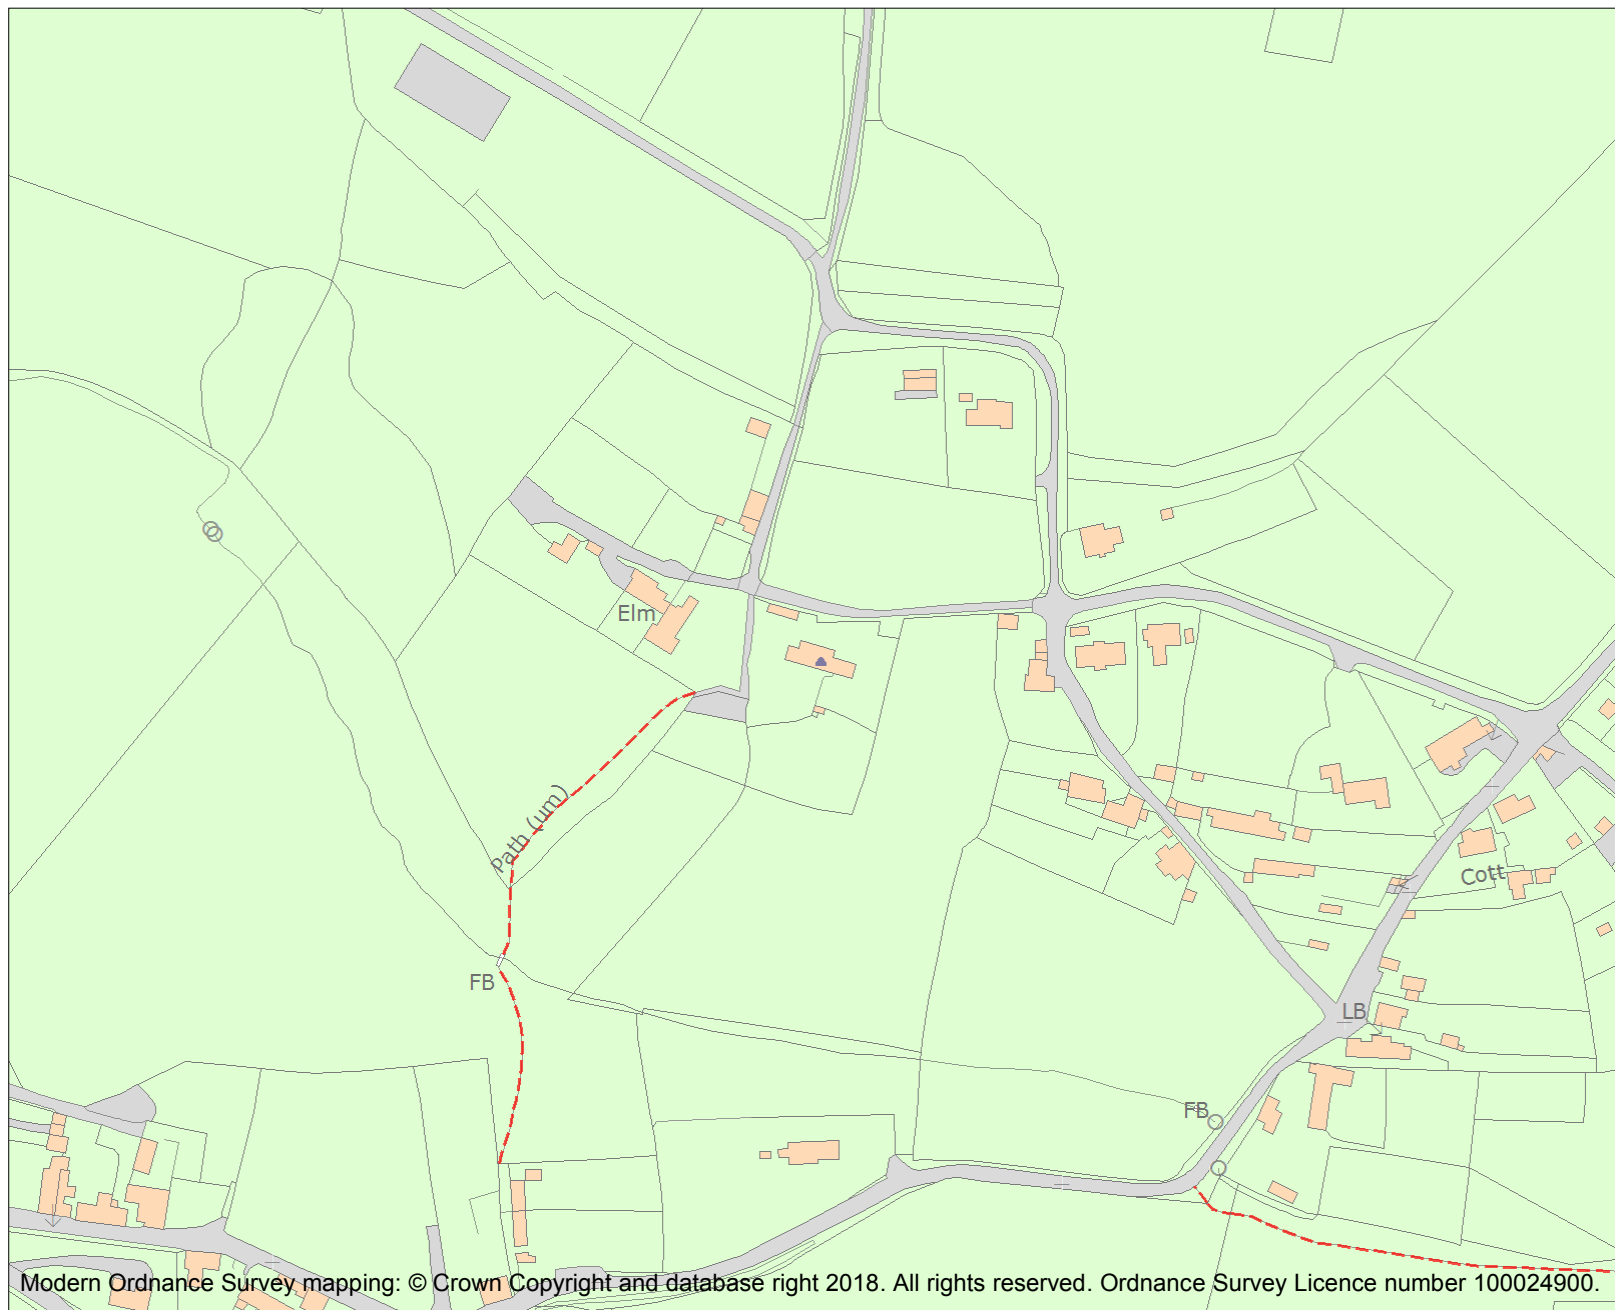 Elm
Path (um)
Cott
FB
LB
FB
Modern Ordnance Survey mapping: © Crown Copyright and database right 2018. All rights reserved. Ordnance Survey Licence number 100024900.